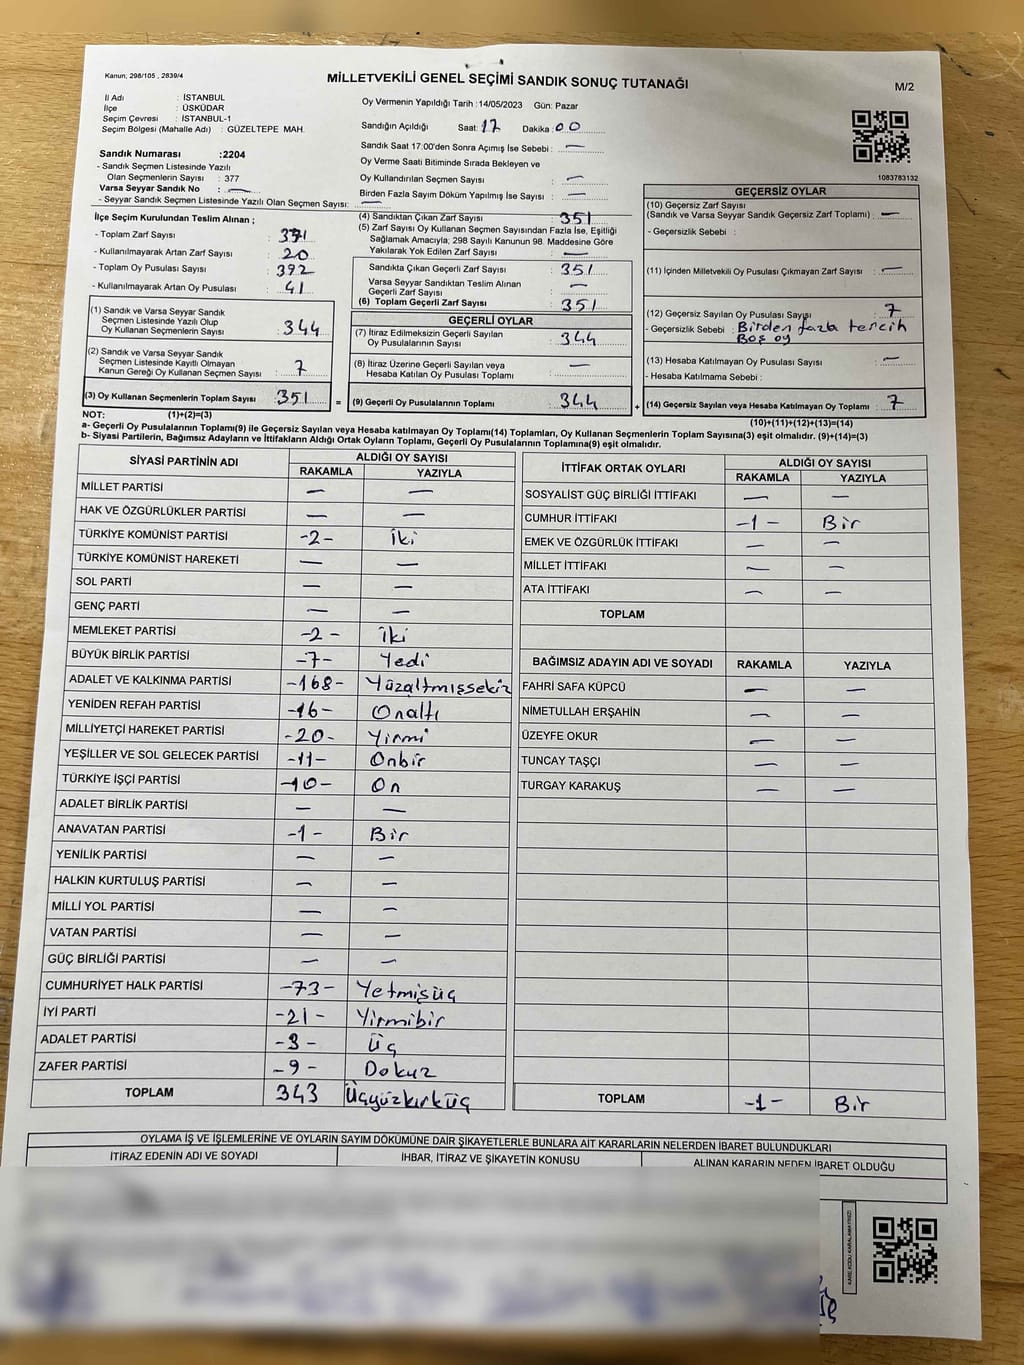 Kanun, 298/105 , 2839/4
MİLLETVEKİLİ GENEL SEÇİMİ SANDIK SONUÇ TUTANAĞI
M/2
İl Adı : İSTANBUL
İlçe : ÜSKÜDAR
Seçim Çevresi : İSTANBUL-1
Seçim Bölgesi (Mahalle Adı) : GÜZELTEPE MAH.
Oy Vermenin Yapıldığı Tarih : 14/05/2023 Gün: Pazar
Sandığın Açıldığı Saat: 17 Dakika : 00
Sandık Saat 17:00'den Sonra Açımış İse Sebebi : —
Oy Verme Saati Bitiminde Sırada Bekleyen ve
Oy Kullandırılan Seçmen Sayısı : —
Birden Fazla Sayım Döküm Yapılmış İse Sayısı : —
1083783132
Sandık Numarası :2204
- Sandık Seçmen Listesinde Yazılı
Olan Seçmenlerin Sayısı : 377
Varsa Seyyar Sandık No : —
- Seyyar Sandık Seçmen Listesinde Yazılı Olan Seçmen Sayısı: —
İlçe Seçim Kurulundan Teslim Alınan ;
- Toplam Zarf Sayısı : 371
- Kullanılmayarak Artan Zarf Sayısı : 20
- Toplam Oy Pusulası Sayısı : 392
- Kullanılmayarak Artan Oy Pusulası : 41
(1) Sandık ve Varsa Seyyar Sandık
Seçmen Listesinde Yazılı Olup
Oy Kullanan Seçmenlerin Sayısı : 344
(2) Sandık ve Varsa Seyyar Sandık
Seçmen Listesinde Kayıtlı Olmayan
Kanun Gereği Oy Kullanan Seçmen Sayısı : 7
(3) Oy Kullanan Seçmenlerin Toplam Sayısı : 351 =
(4) Sandıktan Çıkan Zarf Sayısı : 351
(5) Zarf Sayısı Oy Kullanan Seçmen Sayısından Fazla İse, Eşitliği
Sağlamak Amacıyla; 298 Sayılı Kanunun 98. Maddesine Göre
Yakılarak Yok Edilen Zarf Sayısı : —
Sandıkta Çıkan Geçerli Zarf Sayısı : 351
Varsa Seyyar Sandıktan Teslim Alınan
Geçerli Zarf Sayısı : —
(6) Toplam Geçerli Zarf Sayısı : 351
GEÇERLİ OYLAR
(7) İtiraz Edilmeksizin Geçerli Sayılan
Oy Pusulalarının Sayısı : 344
(8) İtiraz Üzerine Geçerli Sayılan veya
Hesaba Katılan Oy Pusulası Toplamı : —
(9) Geçerli Oy Pusulalarının Toplamı : 344 +
GEÇERSİZ OYLAR
(10) Geçersiz Zarf Sayısı
(Sandık ve Varsa Seyyar Sandık Geçersiz Zarf Toplamı) : —
- Geçersizlik Sebebi :
(11) İçinden Milletvekili Oy Pusulası Çıkmayan Zarf Sayısı : —
(12) Geçersiz Sayılan Oy Pusulası Sayısı : 7
- Geçersizlik Sebebi : Birden fazla tercih
Boş oy
(13) Hesaba Katılmayan Oy Pusulası Sayısı : —
- Hesaba Katılmama Sebebi :
(14) Geçersiz Sayılan veya Hesaba Katılmayan Oy Toplamı : 7
NOT: (1)+(2)=(3)
(10)+(11)+(12)+(13)=(14)
a- Geçerli Oy Pusulalarının Toplamı(9) ile Geçersiz Sayılan veya Hesaba katılmayan Oy Toplamı(14) Toplamları, Oy Kullanan Seçmenlerin Toplam Sayısına(3) eşit olmalıdır. (9)+(14)=(3)
b- Siyasi Partilerin, Bağımsız Adayların ve İttifakların Aldığı Ortak Oyların Toplamı, Geçerli Oy Pusulalarının Toplamına(9) eşit olmalıdır.
SİYASİ PARTİNİN ADI ALDIĞI OY SAYISI
RAKAMLA YAZIYLA
MİLLET PARTİSİ — —
HAK VE ÖZGÜRLÜKLER PARTİSİ — —
TÜRKİYE KOMÜNİST PARTİSİ -2- İki
TÜRKİYE KOMÜNİST HAREKETİ — —
SOL PARTİ — —
GENÇ PARTİ — —
MEMLEKET PARTİSİ -2- İki
BÜYÜK BİRLİK PARTİSİ -7- Yedi
ADALET VE KALKINMA PARTİSİ -168- Yüzaltmışsekiz
YENİDEN REFAH PARTİSİ -16- Onaltı
MİLLİYETÇİ HAREKET PARTİSİ -20- Yirmi
YEŞİLLER VE SOL GELECEK PARTİSİ -11- Onbir
TÜRKİYE İŞÇİ PARTİSİ -10- On
ADALET BİRLİK PARTİSİ — —
ANAVATAN PARTİSİ -1- Bir
YENİLİK PARTİSİ — —
HALKIN KURTULUŞ PARTİSİ — —
MİLLİ YOL PARTİSİ — —
VATAN PARTİSİ — —
GÜÇ BİRLİĞİ PARTİSİ — —
CUMHURİYET HALK PARTİSİ -73- Yetmişüç
İYİ PARTİ -21- Yirmibir
ADALET PARTİSİ -3- Üç
ZAFER PARTİSİ -9- Dokuz
TOPLAM 343 Üçyüzkırküç
İTTİFAK ORTAK OYLARI ALDIĞI OY SAYISI
RAKAMLA YAZIYLA
SOSYALİST GÜÇ BİRLİĞİ İTTİFAKI — —
CUMHUR İTTİFAKI -1- Bir
EMEK VE ÖZGÜRLÜK İTTİFAKI — —
MİLLET İTTİFAKI — —
ATA İTTİFAKI — —
TOPLAM
BAĞIMSIZ ADAYIN ADI VE SOYADI RAKAMLA YAZIYLA
FAHRİ SAFA KÜPCÜ — —
NİMETULLAH ERŞAHİN — —
ÜZEYFE OKUR — —
TUNCAY TAŞÇI — —
TURGAY KARAKUŞ — —
TOPLAM -1- Bir
OYLAMA İŞ VE İŞLEMLERİNE VE OYLARIN SAYIM DÖKÜMÜNE DAİR ŞİKAYETLERLE BUNLARA AİT KARARLARIN NELERDEN İBARET BULUNDUKLARI
İTİRAZ EDENİN ADI VE SOYADI İHBAR, İTİRAZ VE ŞİKAYETİN KONUSU ALINAN KARARIN NEDEN İBARET OLDUĞU
KARE KODU KARALAMAYINIZ!